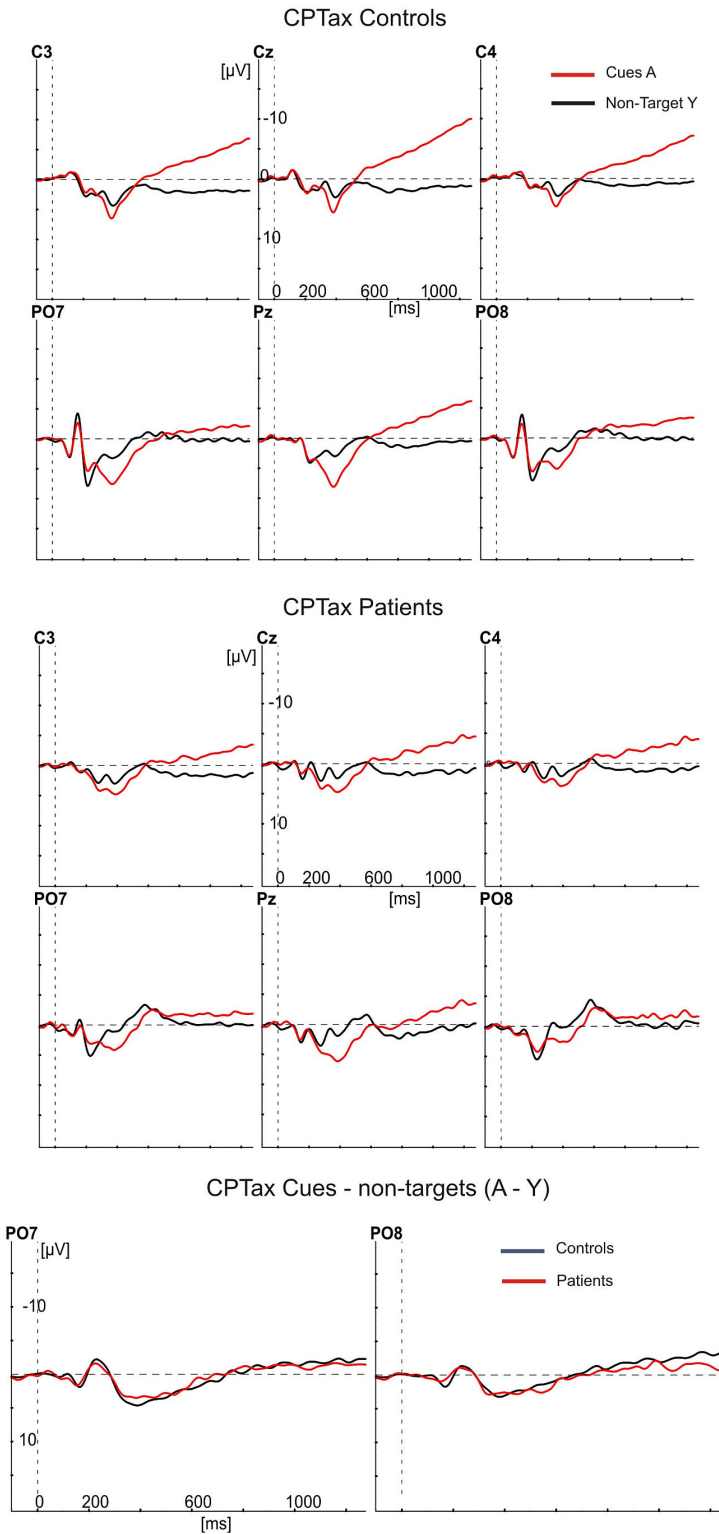 CPTax Controls
C3 Cz C4
[µV]
Cues A
Non-Target Y
-10
0
10
0 200 600 1000
[ms]
PO7 Pz PO8
CPTax Patients
C3 Cz C4
[µV]
-10
10
0 200 600 1000
[ms]
PO7 Pz PO8
CPTax Cues - non-targets (A - Y)
PO7 PO8
[µV]
Controls
Patients
-10
10
0 200 600 1000
[ms]